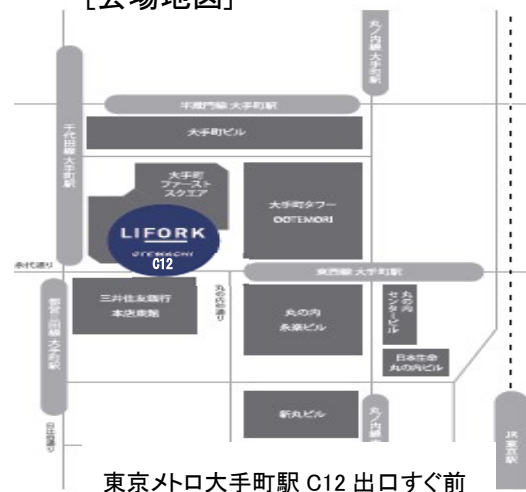 ［会場地図］
丸ノ内線 大手町駅
半蔵門線 大手町駅
大手町ビル
千代田線 大手町駅
大手町
ファースト
スクエア
大手町タワー
OOTEMORI
LIFORK
OTEMACHI
C12
永代通り
東西線 大手町駅
三井住友銀行
本店東館
丸の内仲通り
丸の内
永楽ビル
丸の内
センタービル
日本生命
丸の内ビル
都営三田線 大手町駅
新丸ビル
日比谷通り
JR 東京駅
東京メトロ大手町駅 C12 出口すぐ前